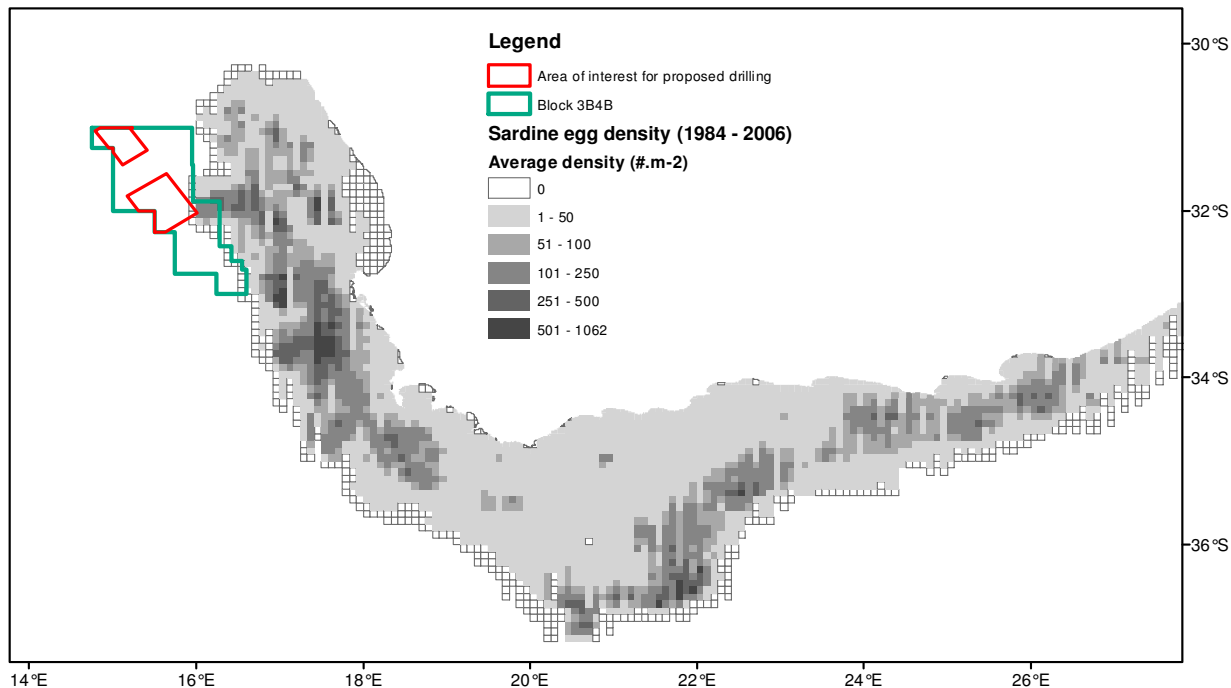 Legend
Area of interest for proposed drilling
Block 3B4B
Sardine egg density (1984 - 2006)
Average density (#.m-2)
0
1 - 50
51 - 100
101 - 250
251 - 500
501 - 1062
30°S
32°S
34°S
36°S
14°E 16°E 18°E 20°E 22°E 24°E 26°E